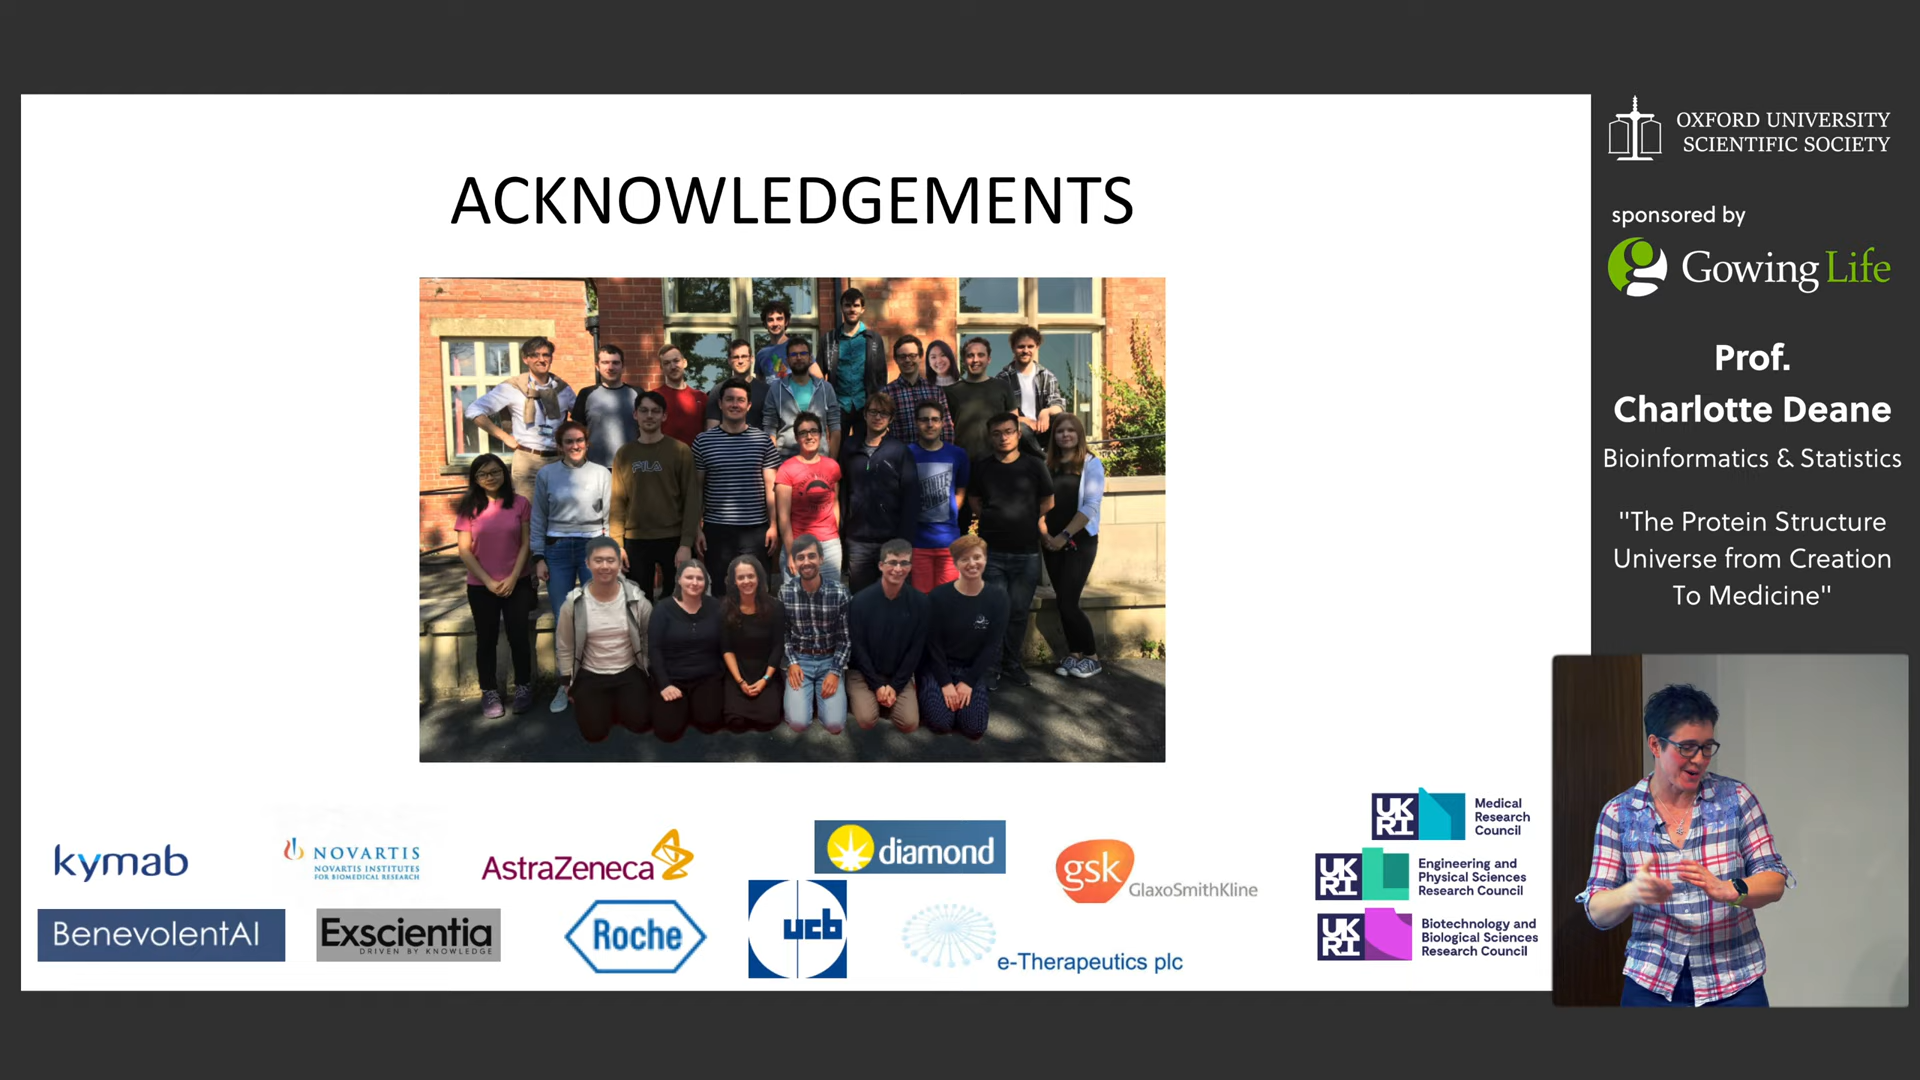 ACKNOWLEDGEMENTS
FILA
kymab
NOVARTIS
NOVARTIS INSTITUTES
FOR BIOMEDICAL RESEARCH
AstraZeneca
diamond
gsk
GlaxoSmithKline
BenevolentAI
Exscientia
DRIVEN BY KNOWLEDGE
Roche
ucb
e-Therapeutics plc
UK
RI
Medical
Research
Council
UK
RI
Engineering and
Physical Sciences
Research Council
UK
RI
Biotechnology and
Biological Sciences
Research Council
OXFORD UNIVERSITY
SCIENTIFIC SOCIETY
sponsored by
Gowing Life
Prof.
Charlotte Deane
Bioinformatics & Statistics
"The Protein Structure
Universe from Creation
To Medicine"